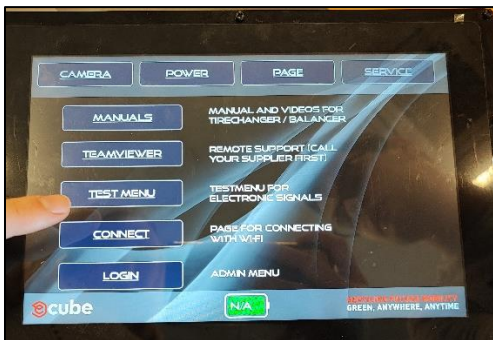 CAMERA
POWER
PAGE
SERVICE
MANUALS
MANUAL AND VIDEOS FOR
TIRECHANGER / BALANCER
TEAMVIEWER
REMOTE SUPPORT (CALL
YOUR SUPPLIER FIRST)
TEST MENU
TESTMENU FOR
ELECTRONIC SIGNALS
CONNECT
PAGE FOR CONNECTING
WITH WI-FI
LOGIN
ADMIN MENU
ecube
N/A
GREEN, ANYWHERE, ANYTIME